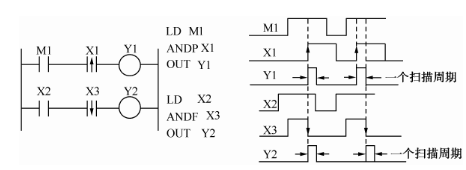 M1 X1 Y1
X2 X3 Y2
LD M1
ANDP X1
OUT Y1
LD X2
ANDF X3
OUT Y2
M1
X1
Y1 一个扫描周期
X2
X3
Y2 一个扫描周期